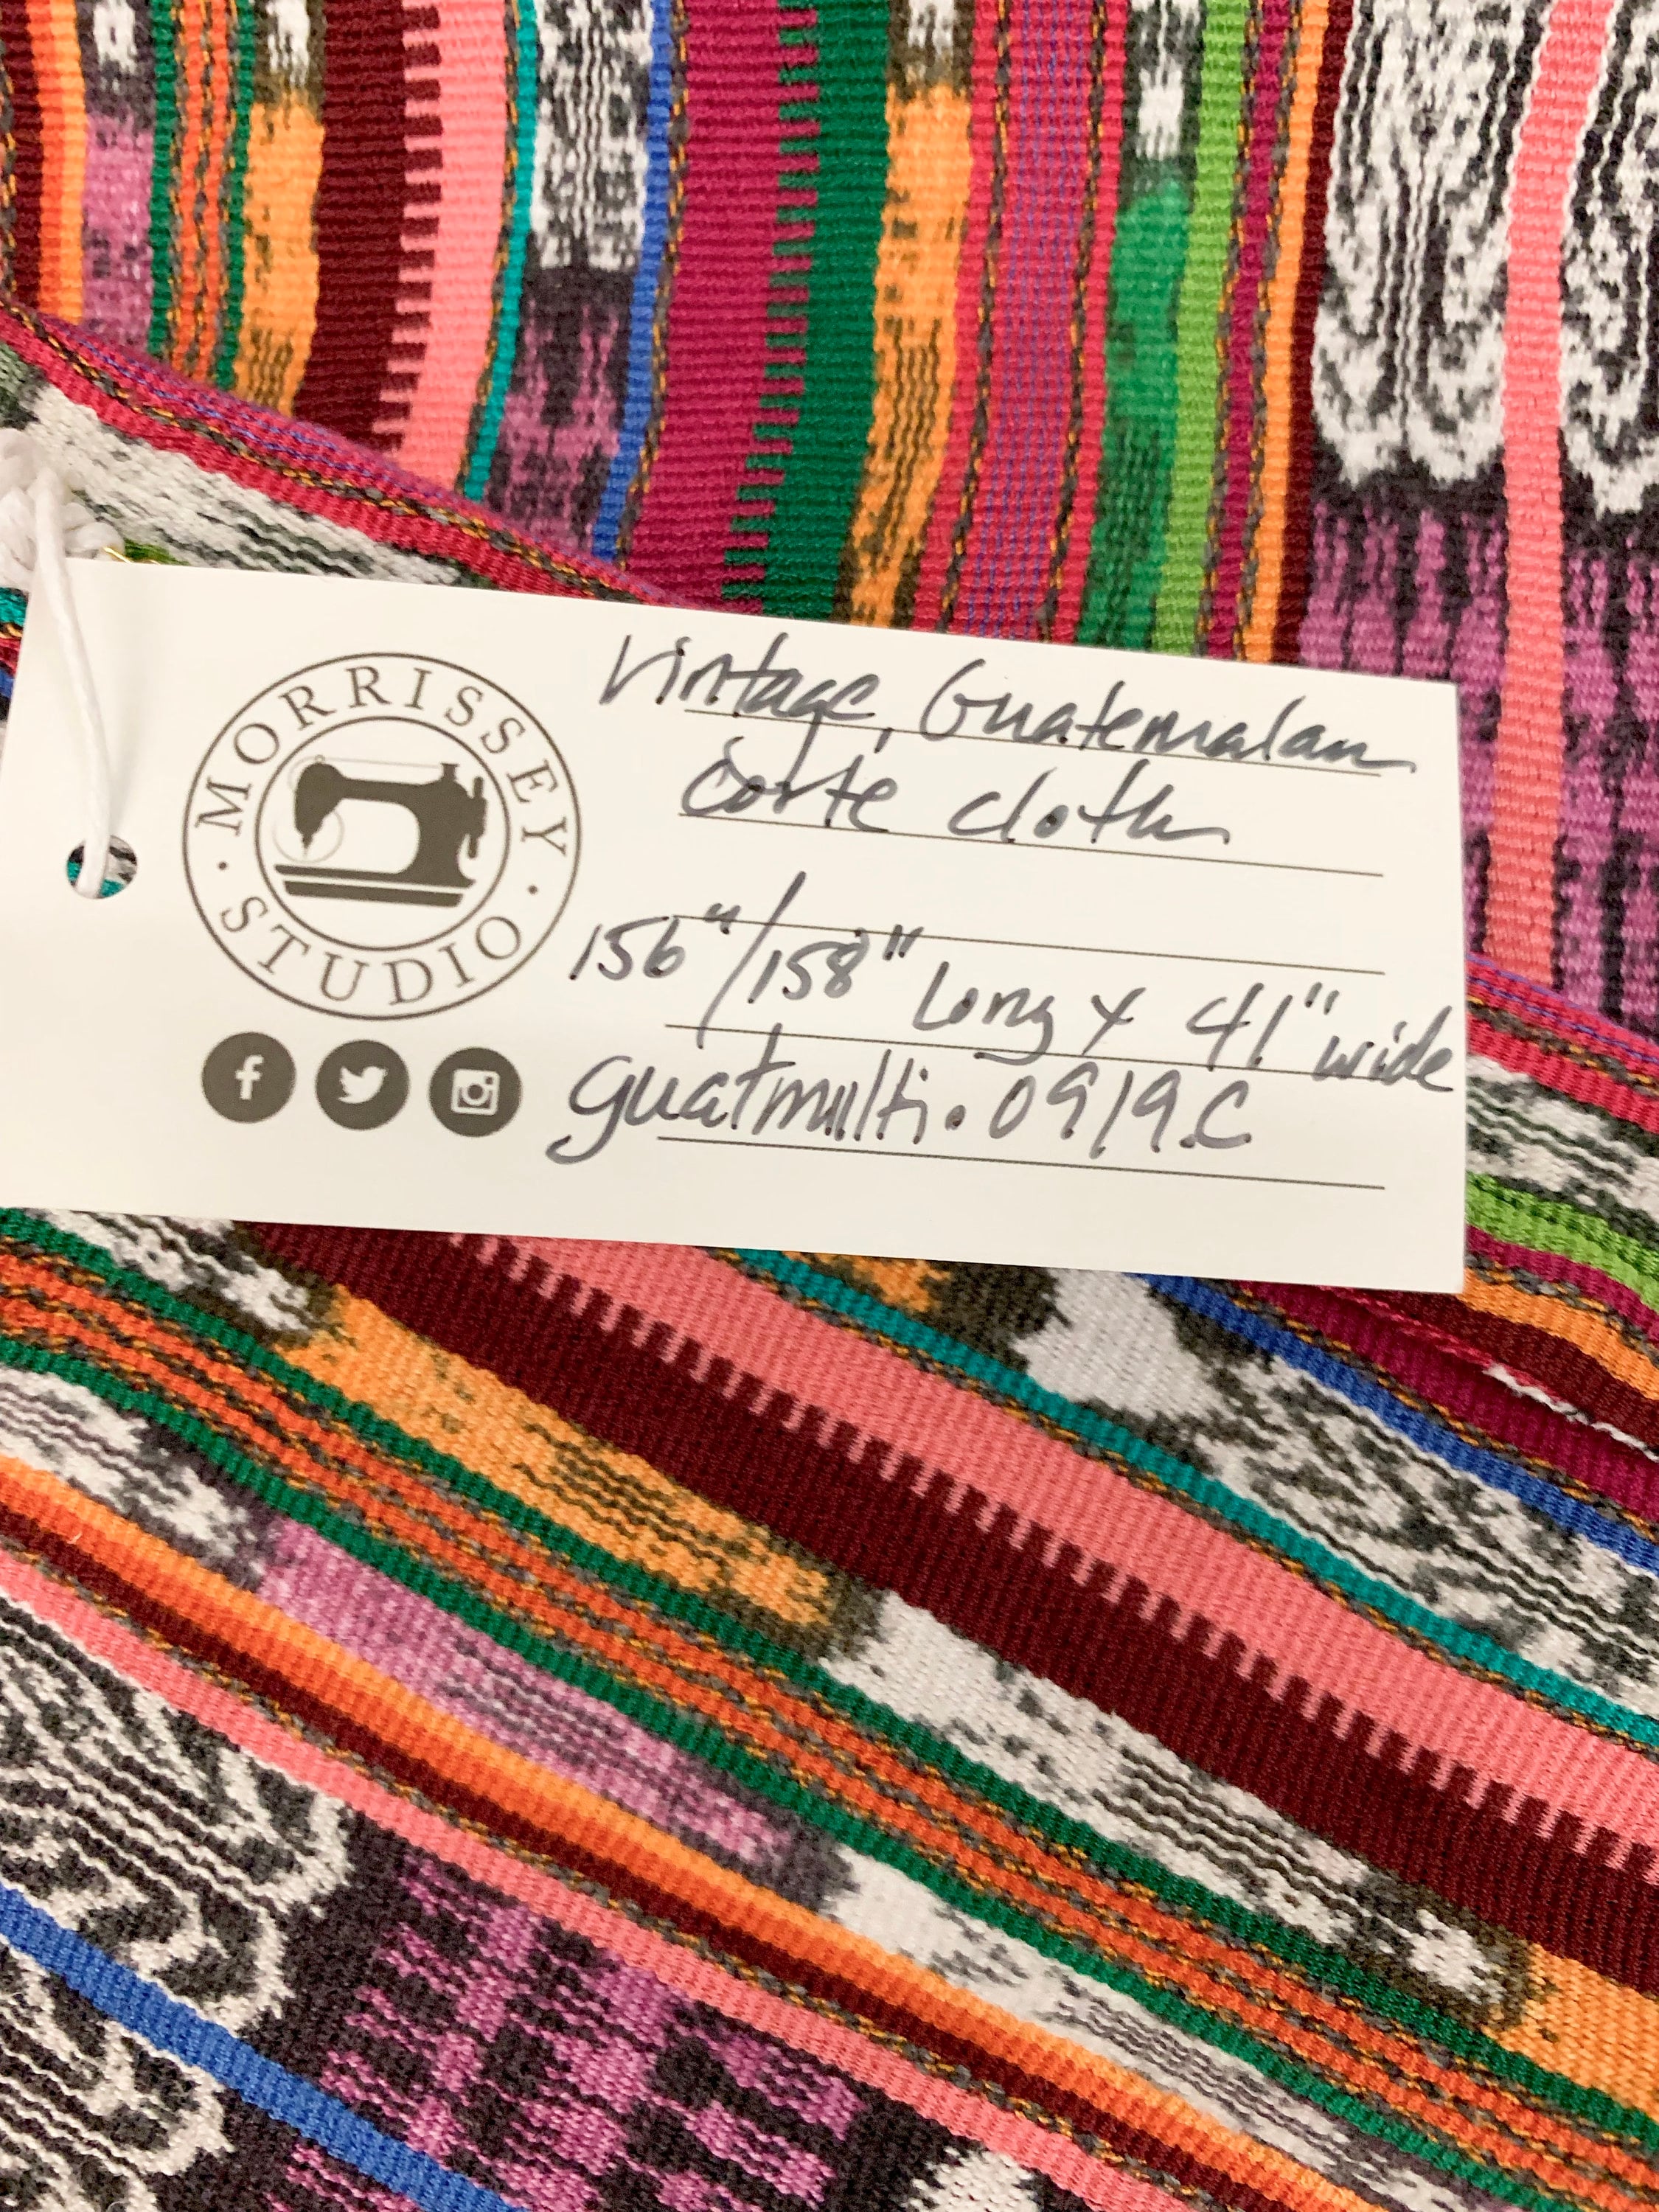 MORRISSEY
STUDIO
Vintage, Guatemalan
Corte cloth
156"/158" Long x 41" wide
guatmulti.0919.C